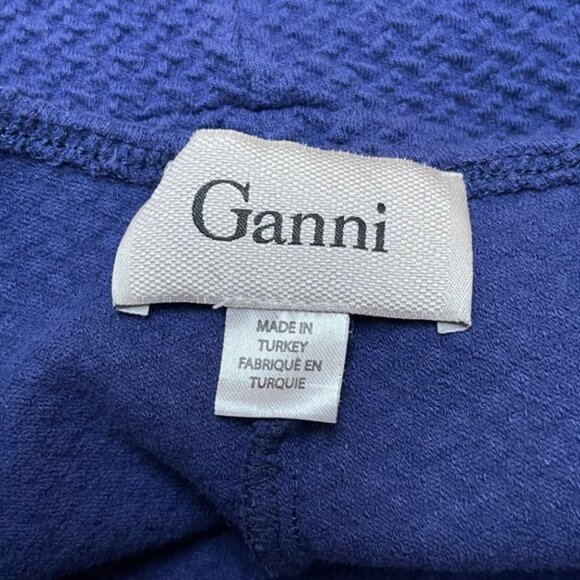 Ganni
MADE IN
TURKEY
FABRIQUÉ EN
TURQUIE